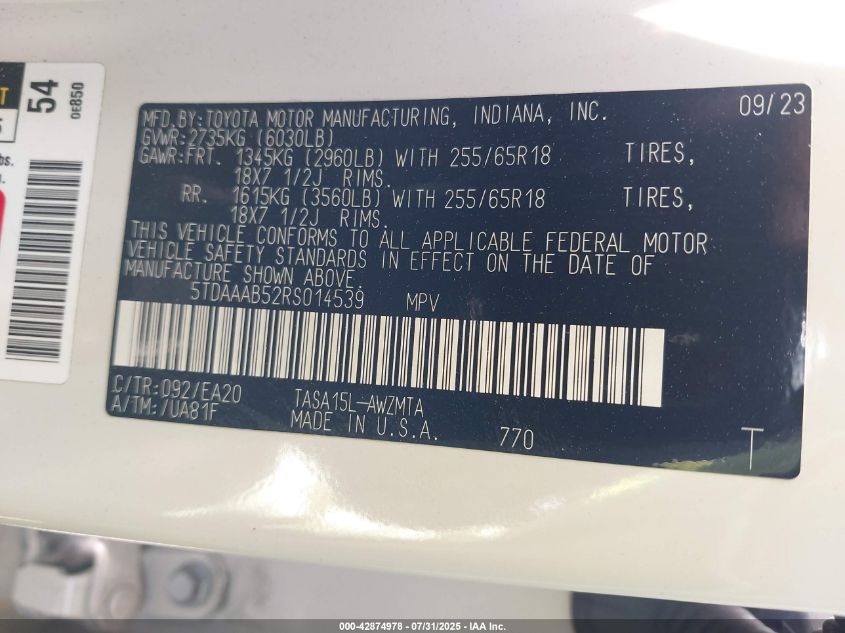 54
0E850
MFD.BY:TOYOTA MOTOR MANUFACTURING, INDIANA, INC. 09/23
GVWR:2735KG (6030LB)
GAWR:FRT. 1345KG (2960LB) WITH 255/65R18 TIRES,
18X7 1/2J RIMS.
RR. 1615KG (3560LB) WITH 255/65R18 TIRES,
18X7 1/2J RIMS.
THIS VEHICLE CONFORMS TO ALL APPLICABLE FEDERAL MOTOR
VEHICLE SAFETY STANDARDS IN EFFECT ON THE DATE OF
MANUFACTURE SHOWN ABOVE.
5TDAAAB52RS014539 MPV
C/TR:092/EA20 TASA15L-AWZMTA
A/TM:/UA81F MADE IN U.S.A. 770 T
000-42874978 - 07/31/2025 - IAA Inc.